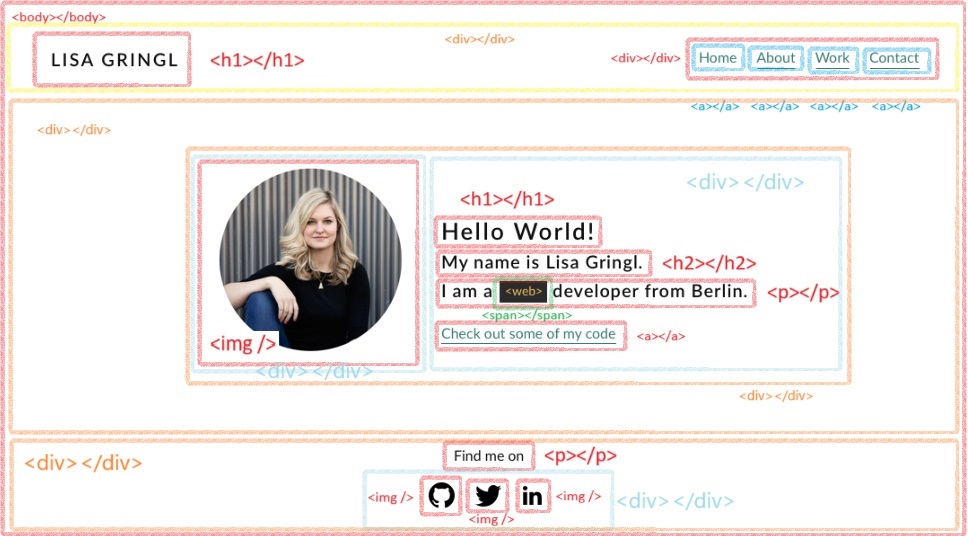 <body></body>
<div></div>
LISA GRINGL <h1></h1> <div></div> Home About Work Contact
<a></a> <a></a> <a></a> <a></a>
<div></div>
<div></div>
<h1></h1>
Hello World!
My name is Lisa Gringl. <h2></h2>
I am a <web> developer from Berlin. <p></p>
<span></span>
Check out some of my code <a></a>
<img />
<div></div>
<div></div>
Find me on <p></p>
<div></div>
<img /> in <img /> <div></div>
<img />